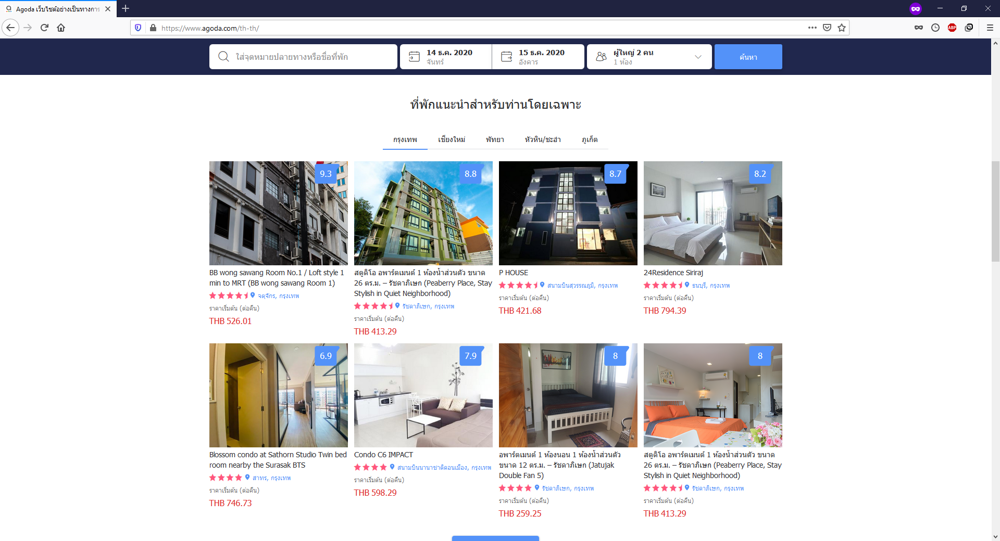 Agoda เว็บไซต์อย่างเป็นทางการ
https://www.agoda.com/th-th/
ABP
ใส่จุดหมายปลายทางหรือชื่อที่พัก
14 ธ.ค. 2020
จันทร์
15 ธ.ค. 2020
อังคาร
ผู้ใหญ่ 2 คน
1 ห้อง
ค้นหา
ที่พักแนะนำสำหรับท่านโดยเฉพาะ
กรุงเทพ เชียงใหม่ พัทยา หัวหิน/ชะอำ ภูเก็ต
9.3
BB wong sawang Room No.1 / Loft style 1
min to MRT (BB wong sawang Room 1)
จตุจักร, กรุงเทพ
ราคาเริ่มต้น (ต่อคืน)
THB 526.01
8.8
สตูดิโอ อพาร์ตเมนต์ 1 ห้องน้ำส่วนตัว ขนาด
26 ตร.ม. – รัชดาภิเษก (Peaberry Place, Stay
Stylish in Quiet Neighborhood)
รัชดาภิเษก, กรุงเทพ
ราคาเริ่มต้น (ต่อคืน)
THB 413.29
8.7
P HOUSE
สนามบินสุวรรณภูมิ, กรุงเทพ
ราคาเริ่มต้น (ต่อคืน)
THB 421.68
8.2
24Residence Siriraj
ธนบุรี, กรุงเทพ
ราคาเริ่มต้น (ต่อคืน)
THB 794.39
6.9
Blossom condo at Sathorn Studio Twin bed
room nearby the Surasak BTS
สาทร, กรุงเทพ
ราคาเริ่มต้น (ต่อคืน)
THB 746.73
7.9
Condo C6 IMPACT
สนามบินนานาชาติดอนเมือง, กรุงเทพ
ราคาเริ่มต้น (ต่อคืน)
THB 598.29
8
อพาร์ตเมนต์ 1 ห้องนอน 1 ห้องน้ำส่วนตัว
ขนาด 12 ตร.ม. – รัชดาภิเษก (Jatujak
Double Fan 5)
รัชดาภิเษก, กรุงเทพ
ราคาเริ่มต้น (ต่อคืน)
THB 259.25
8
สตูดิโอ อพาร์ตเมนต์ 1 ห้องน้ำส่วนตัว ขนาด
26 ตร.ม. – รัชดาภิเษก (Peaberry Place, Stay
Stylish in Quiet Neighborhood)
รัชดาภิเษก, กรุงเทพ
ราคาเริ่มต้น (ต่อคืน)
THB 413.29